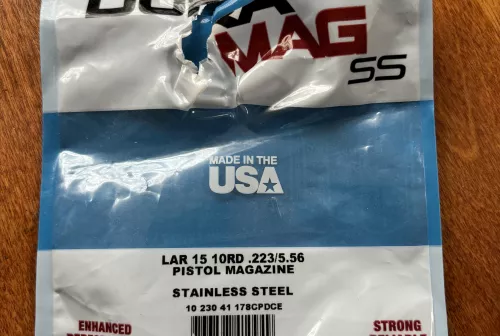 DURA
MAG
SS
MADE IN THE
USA
LAR 15 10RD .223/5.56
PISTOL MAGAZINE
STAINLESS STEEL
10 230 41 178CPDCE
ENHANCED
STRONG